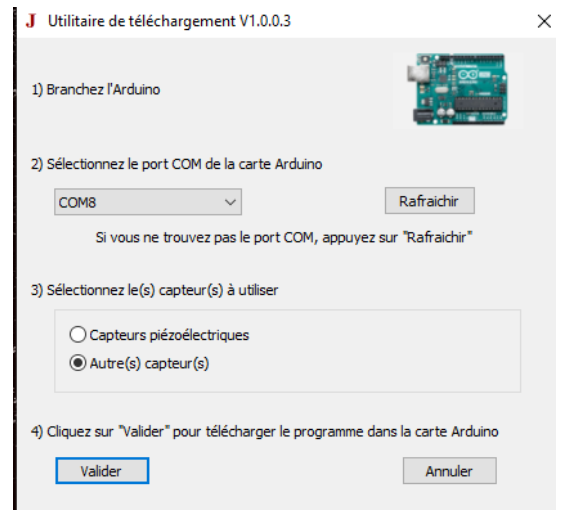 J Utilitaire de téléchargement V1.0.0.3
1) Branchez l'Arduino
2) Sélectionnez le port COM de la carte Arduino
COM8
Rafraichir
Si vous ne trouvez pas le port COM, appuyez sur "Rafraichir"
3) Sélectionnez le(s) capteur(s) à utiliser
Capteurs piézoélectriques
Autre(s) capteur(s)
4) Cliquez sur "Valider" pour télécharger le programme dans la carte Arduino
Valider
Annuler